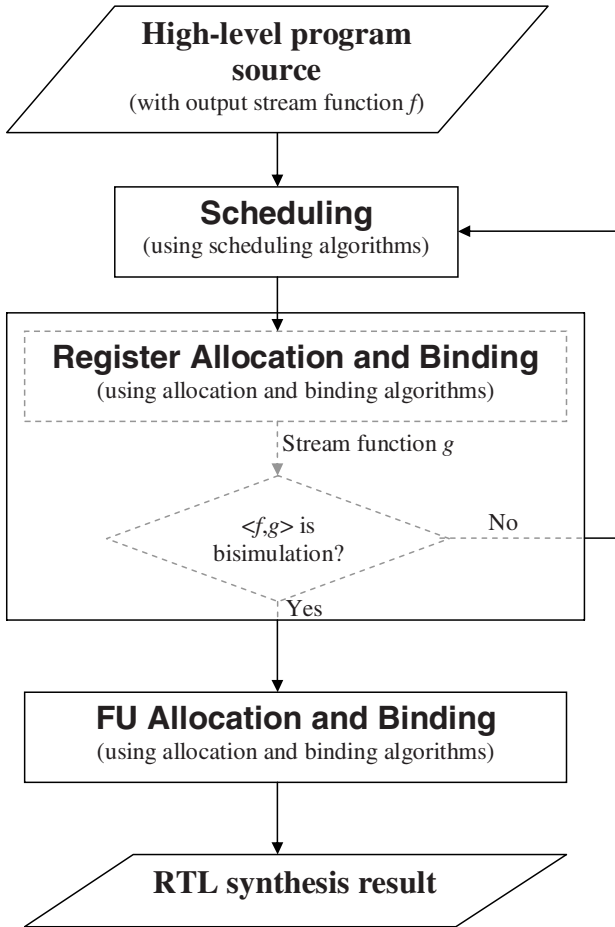 High-level program
source
(with output stream function f)
Scheduling
(using scheduling algorithms)
Register Allocation and Binding
(using allocation and binding algorithms)
Stream function g
<f,g> is
bisimulation?
No
Yes
FU Allocation and Binding
(using allocation and binding algorithms)
RTL synthesis result